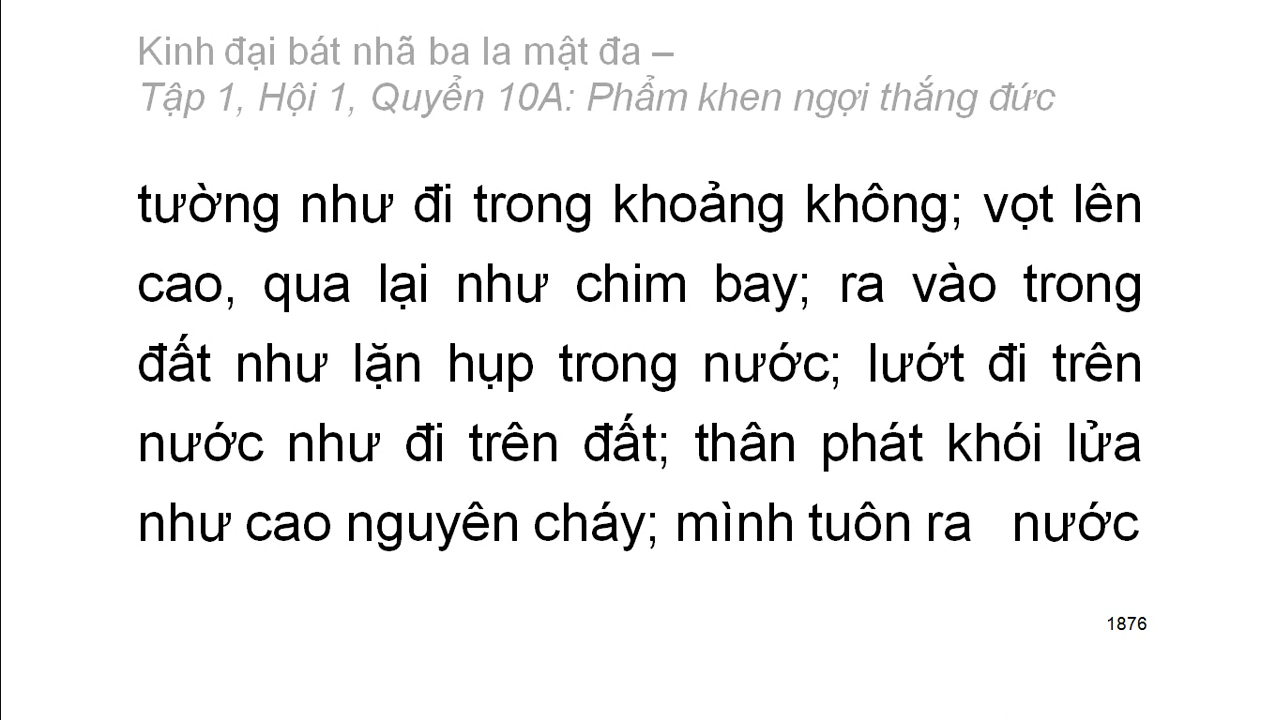 Kinh đại bát nhã ba la mật đa –
Tập 1, Hội 1, Quyển 10A: Phẩm khen ngợi thắng đức
tường như đi trong khoảng không; vọt lên
cao, qua lại như chim bay; ra vào trong
đất như lặn hụp trong nước; lướt đi trên
nước như đi trên đất; thân phát khói lửa
như cao nguyên cháy; mình tuôn ra nước
1876